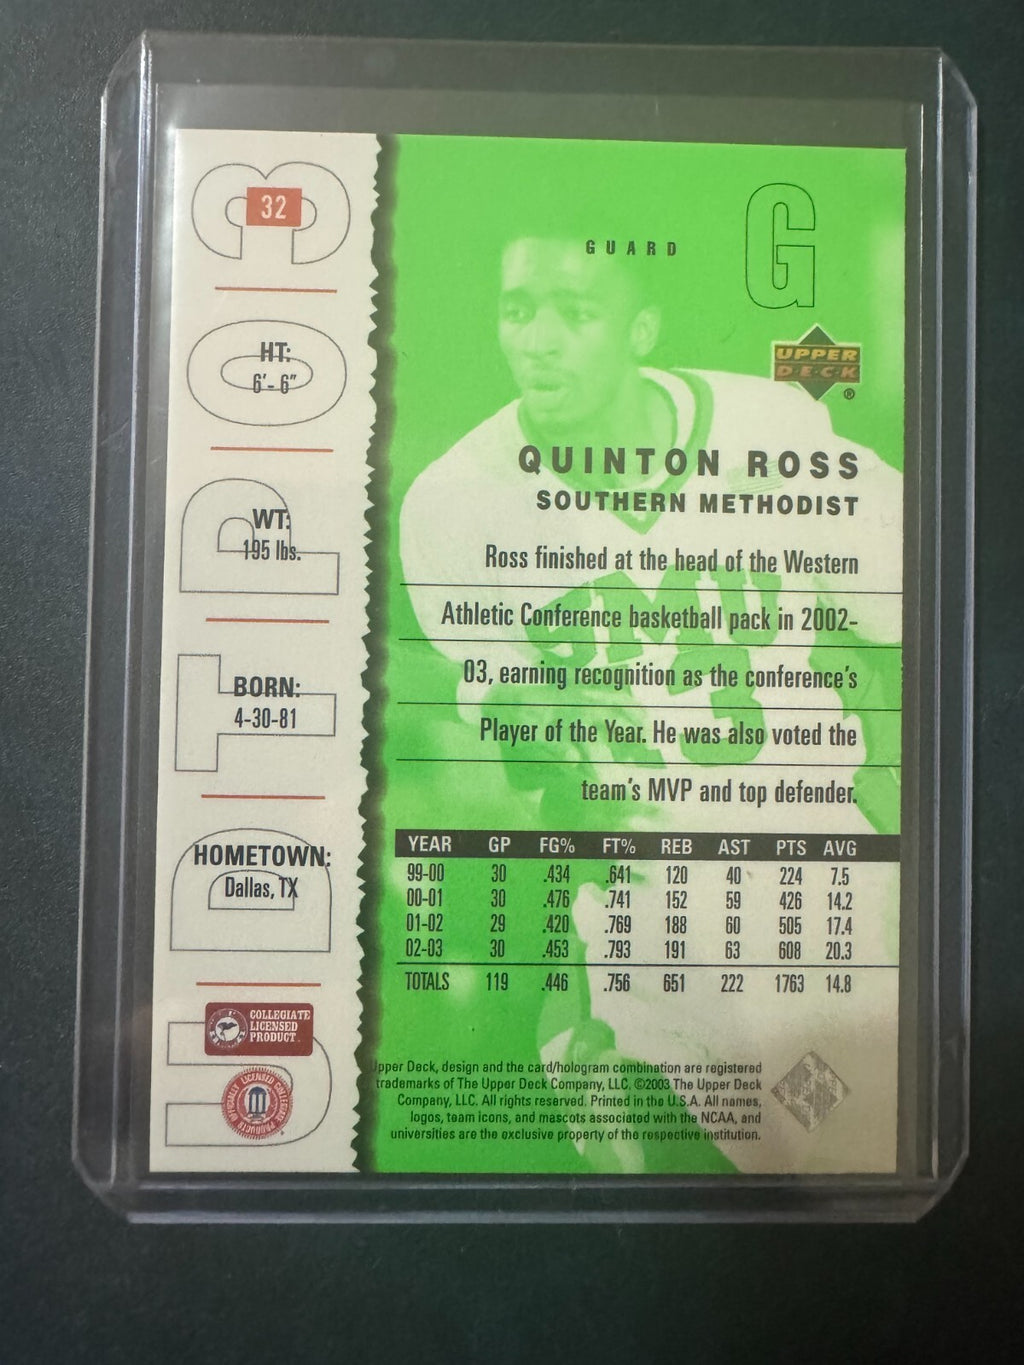 32
HT:
6'- 6"
WT:
195 lbs.
BORN:
4-30-81
HOMETOWN:
Dallas, TX
UD TP 03
COLLEGIATE
LICENSED
PRODUCT
OFFICIALLY LICENSED COLLEGIATE PRODUCTS
GUARD
G
UPPER
D·E·C·K
®
QUINTON ROSS
SOUTHERN METHODIST
Ross finished at the head of the Western
Athletic Conference basketball pack in 2002-
03, earning recognition as the conference's
Player of the Year. He was also voted the
team's MVP and top defender.
SMU
13
YEAR GP FG% FT% REB AST PTS AVG
99-00 30 .434 .641 120 40 224 7.5
00-01 30 .476 .741 152 59 426 14.2
01-02 29 .420 .769 188 60 505 17.4
02-03 30 .453 .793 191 63 608 20.3
TOTALS 119 .446 .756 651 222 1763 14.8
Upper Deck, design and the card/hologram combination are registered
trademarks of The Upper Deck Company, LLC. ©2003 The Upper Deck
Company, LLC. All rights reserved. Printed in the U.S.A. All names,
logos, team icons, and mascots associated with the NCAA, and
universities are the exclusive property of the respective institution.